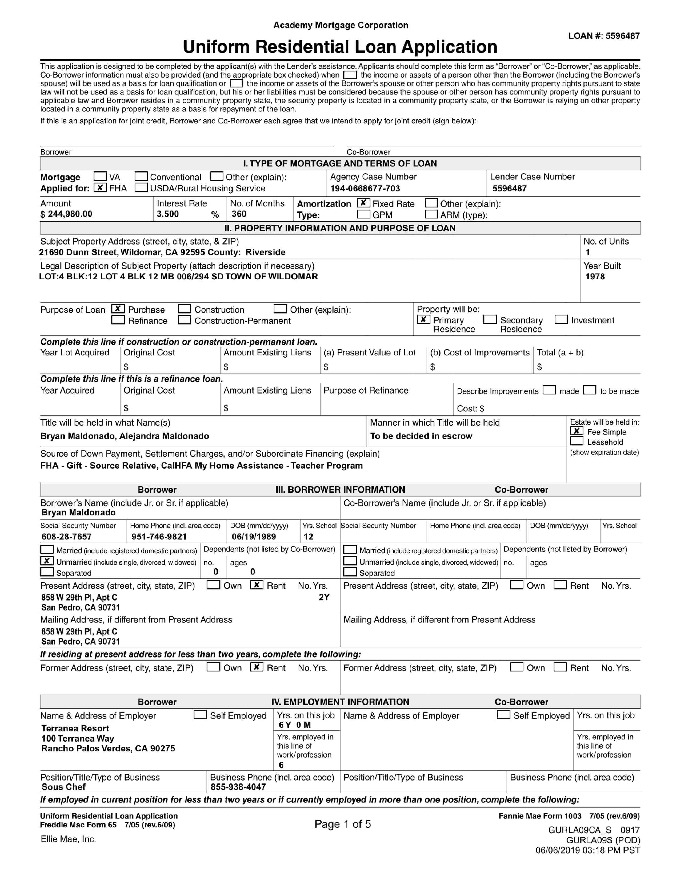 Academy Mortgage Corporation
LOAN #: 5596487
Uniform Residential Loan Application
This application is designed to be completed by the applicant(s) with the Lender's assistance. Applicants should complete this form as "Borrower" or "Co-Borrower," as applicable.
Co-Borrower information must also be provided (and the appropriate box checked) when the income or assets of a person other than the Borrower (including the Borrower's
spouse) will be used as a basis for loan qualification or the income or assets of the Borrower's spouse or other person who has community property rights pursuant to state
law will not be used as a basis for loan qualification, but his or her liabilities must be considered because the spouse or other person has community property rights pursuant to
applicable law and Borrower resides in a community property state, the security property is located in a community property state, or the Borrower is relying on other property
located in a community property state as a basis for repayment of the loan.
If this is an application for joint credit, Borrower and Co-Borrower each agree that we intend to apply for joint credit (sign below):
Borrower Co-Borrower
I. TYPE OF MORTGAGE AND TERMS OF LOAN
Mortgage VA Conventional Other (explain): Agency Case Number Lender Case Number
Applied for: X FHA USDA/Rural Housing Service 194-0668677-703 5596487
Amount Interest Rate No. of Months Amortization X Fixed Rate Other (explain):
$ 244,980.00 3.500 % 360 Type: GPM ARM (type):
II. PROPERTY INFORMATION AND PURPOSE OF LOAN
Subject Property Address (street, city, state, & ZIP) No. of Units
21690 Dunn Street, Wildomar, CA 92595 County: Riverside 1
Legal Description of Subject Property (attach description if necessary) Year Built
LOT:4 BLK:12 LOT 4 BLK 12 MB 006/294 SD TOWN OF WILDOMAR 1978
Purpose of Loan X Purchase Construction Other (explain): Property will be:
Refinance Construction-Permanent X Primary Residence Secondary Residence Investment
Complete this line if construction or construction-permanent loan.
Year Lot Acquired Original Cost Amount Existing Liens (a) Present Value of Lot (b) Cost of Improvements Total (a + b)
$ $ $ $ $
Complete this line if this is a refinance loan.
Year Acquired Original Cost Amount Existing Liens Purpose of Refinance Describe Improvements made to be made
$ $ Cost: $
Title will be held in what Name(s) Manner in which Title will be held Estate will be held in:
Bryan Maldonado, Alejandra Maldonado To be decided in escrow X Fee Simple
Leasehold
Source of Down Payment, Settlement Charges, and/or Subordinate Financing (explain) (show expiration date)
FHA - Gift - Source Relative, CalHFA My Home Assistance - Teacher Program
Borrower III. BORROWER INFORMATION Co-Borrower
Borrower's Name (include Jr. or Sr. if applicable) Co-Borrower's Name (include Jr. or Sr. if applicable)
Bryan Maldonado
Social Security Number Home Phone (incl. area code) DOB (mm/dd/yyyy) Yrs. School Social Security Number Home Phone (incl. area code) DOB (mm/dd/yyyy) Yrs. School
608-28-7657 951-746-9821 06/19/1989 12
Married (include registered domestic partners) Dependents (not listed by Co-Borrower) Married (include registered domestic partners) Dependents (not listed by Borrower)
X Unmarried (include single, divorced, widowed) no. ages Unmarried (include single, divorced, widowed) no. ages
Separated 0 0 Separated
Present Address (street, city, state, ZIP) Own X Rent No. Yrs. Present Address (street, city, state, ZIP) Own Rent No. Yrs.
658 W 29th Pl, Apt C 2Y
San Pedro, CA 90731
Mailing Address, if different from Present Address Mailing Address, if different from Present Address
658 W 29th Pl, Apt C
San Pedro, CA 90731
If residing at present address for less than two years, complete the following:
Former Address (street, city, state, ZIP) Own X Rent No. Yrs. Former Address (street, city, state, ZIP) Own Rent No. Yrs.
Borrower IV. EMPLOYMENT INFORMATION Co-Borrower
Name & Address of Employer Self Employed Yrs. on this job Name & Address of Employer Self Employed Yrs. on this job
Terranea Resort 6 Y 0 M
100 Terranea Way Yrs. employed in this line of work/profession Yrs. employed in this line of work/profession
Rancho Palos Verdes, CA 90275
6
Position/Title/Type of Business Business Phone (incl. area code) Position/Title/Type of Business Business Phone (incl. area code)
Sous Chef 855-938-4047
If employed in current position for less than two years or if currently employed in more than one position, complete the following:
Uniform Residential Loan Application Fannie Mae Form 1003 7/05 (rev.6/09)
Freddie Mac Form 65 7/05 (rev.6/09) Page 1 of 5
Ellie Mae, Inc. GURLA09CA_S 0917
GURLA09S (POD)
06/06/2019 03:18 PM PST